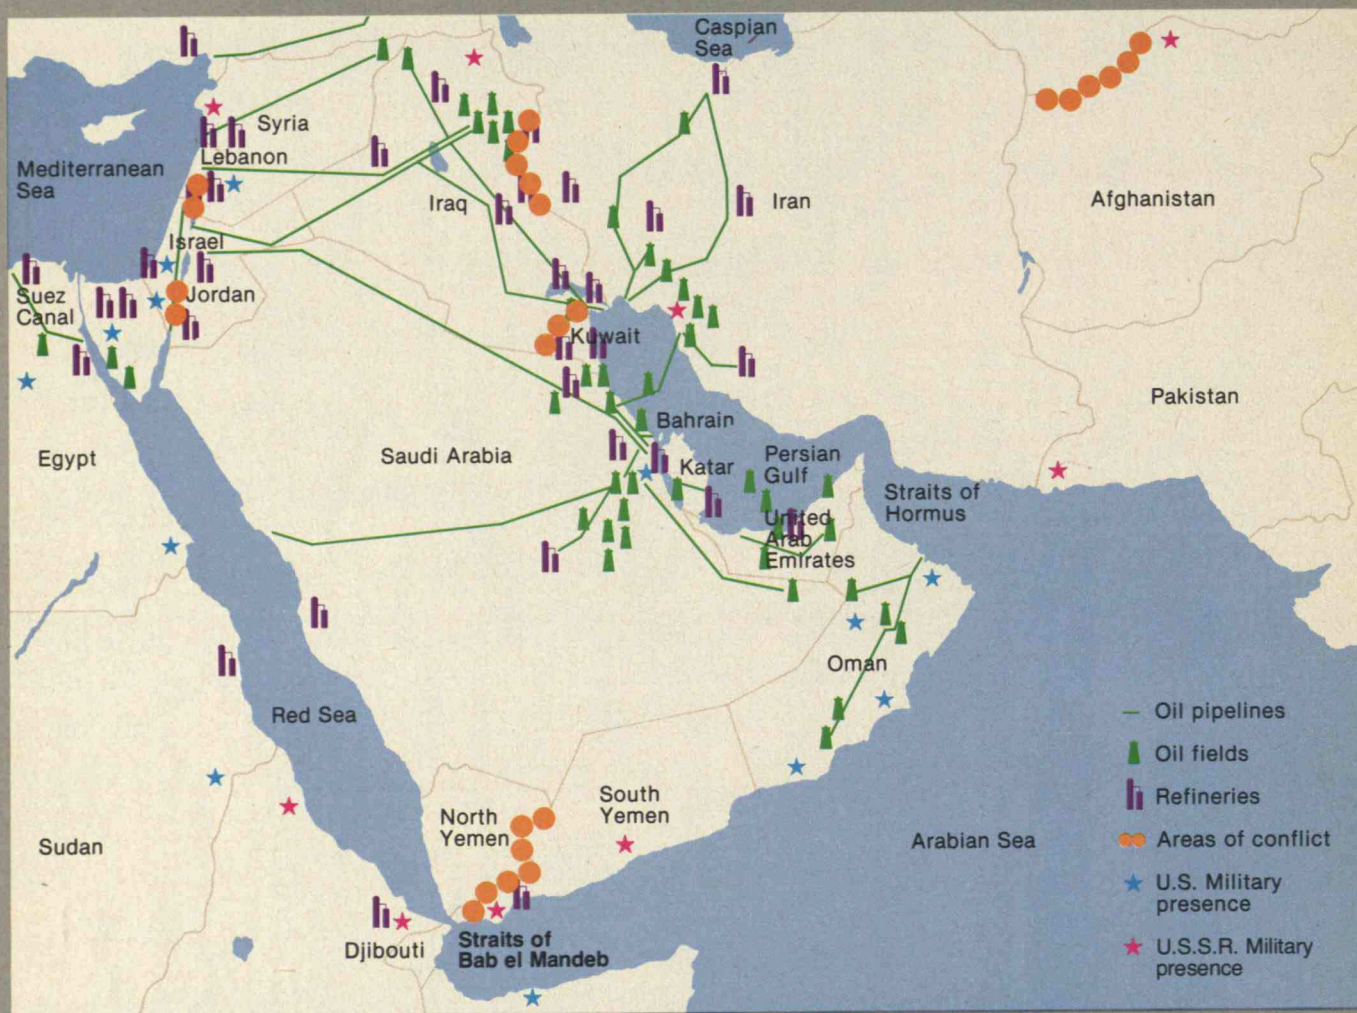 Caspian
Sea
Syria
Lebanon
Mediterranean
Sea
Iraq
Iran
Afghanistan
Israel
Suez
Canal
Jordan
Kuwait
Pakistan
Bahrain
Egypt
Saudi Arabia
Katar
Persian
Gulf
Straits of
Hormus
United
Arab
Emirates
Oman
Red Sea
North
Yemen
South
Yemen
Sudan
Arabian Sea
Djibouti
Straits of
Bab el Mandeb
Oil pipelines
Oil fields
Refineries
Areas of conflict
U.S. Military
presence
U.S.S.R. Military
presence